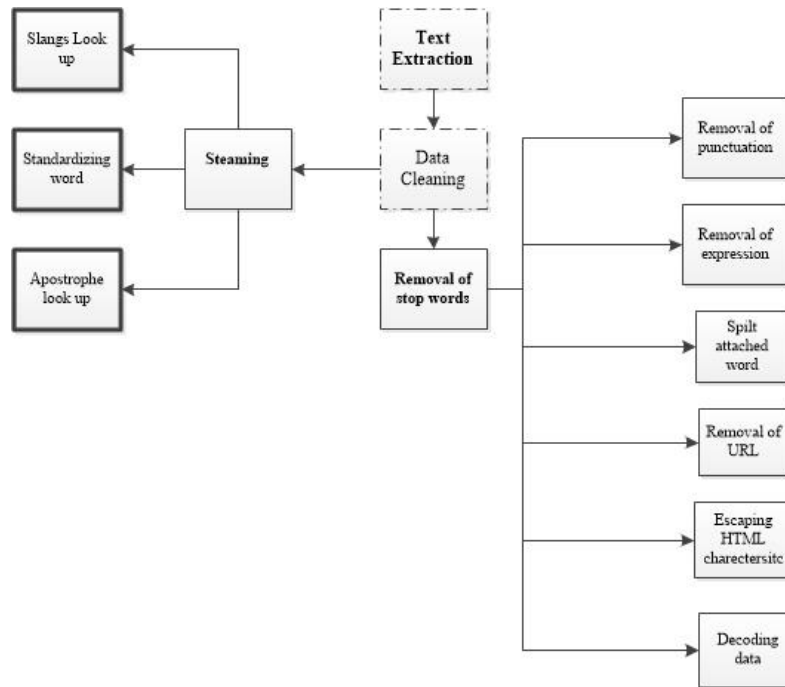 Slangs Look
up
Text
Extraction
Removal of
punctuation
Standardizing
word
Steaming
Data
Cleaning
Removal of
expression
Apostrophe
look up
Removal of
stop words
Spilt
attached
word
Removal of
URL
Escaping
HTML
charectersitc
Decoding
data